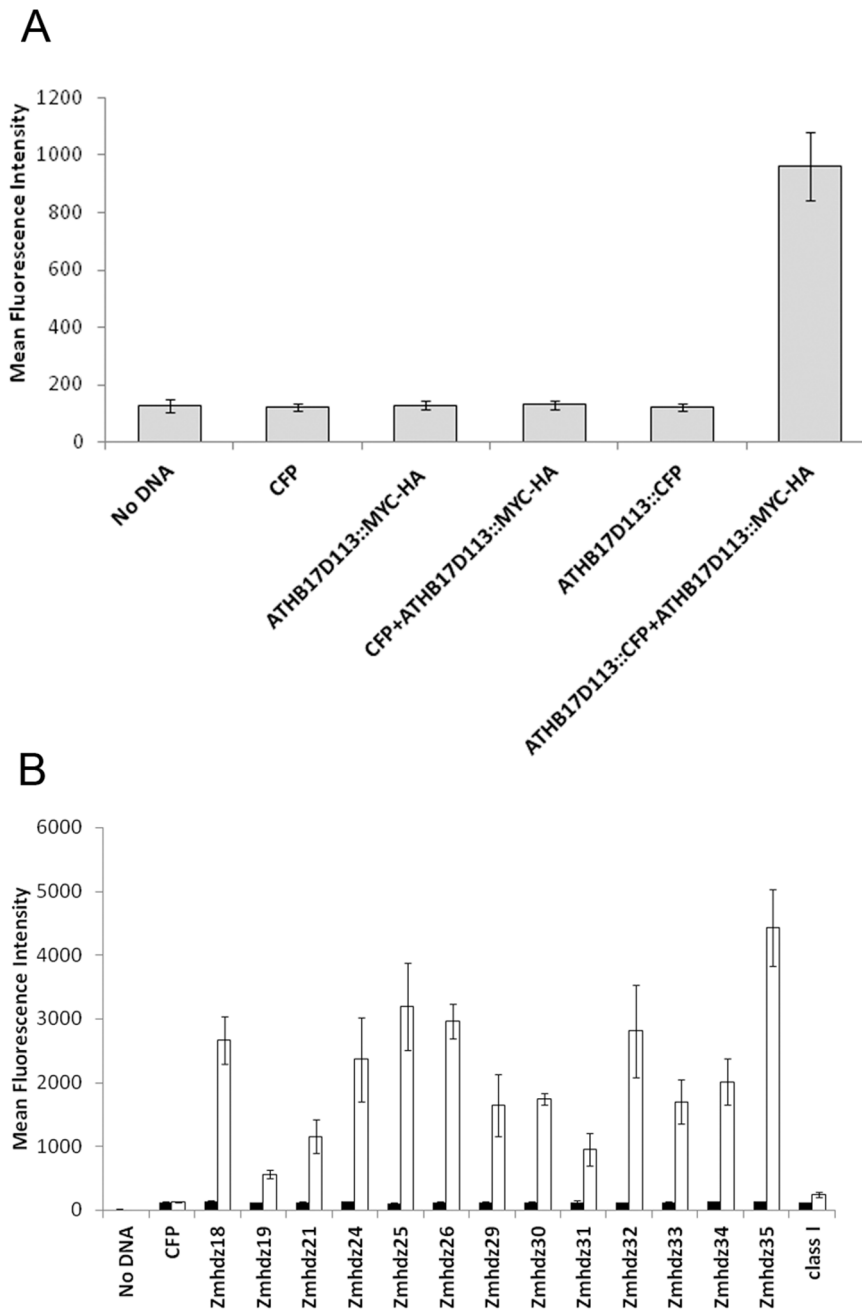 A
Mean Fluorescence Intensity
1200
1000
800
600
400
200
0
No DNA
CFP
ATHB17D113::MYC-HA
CFP+ATHB17D113::MYC-HA
ATHB17D113::CFP
ATHB17D113::CFP+ATHB17D113::MYC-HA
B
Mean Fluorescence Intensity
6000
5000
4000
3000
2000
1000
0
No DNA
CFP
Zmhdz18
Zmhdz19
Zmhdz21
Zmhdz24
Zmhdz25
Zmhdz26
Zmhdz29
Zmhdz30
Zmhdz31
Zmhdz32
Zmhdz33
Zmhdz34
Zmhdz35
class I